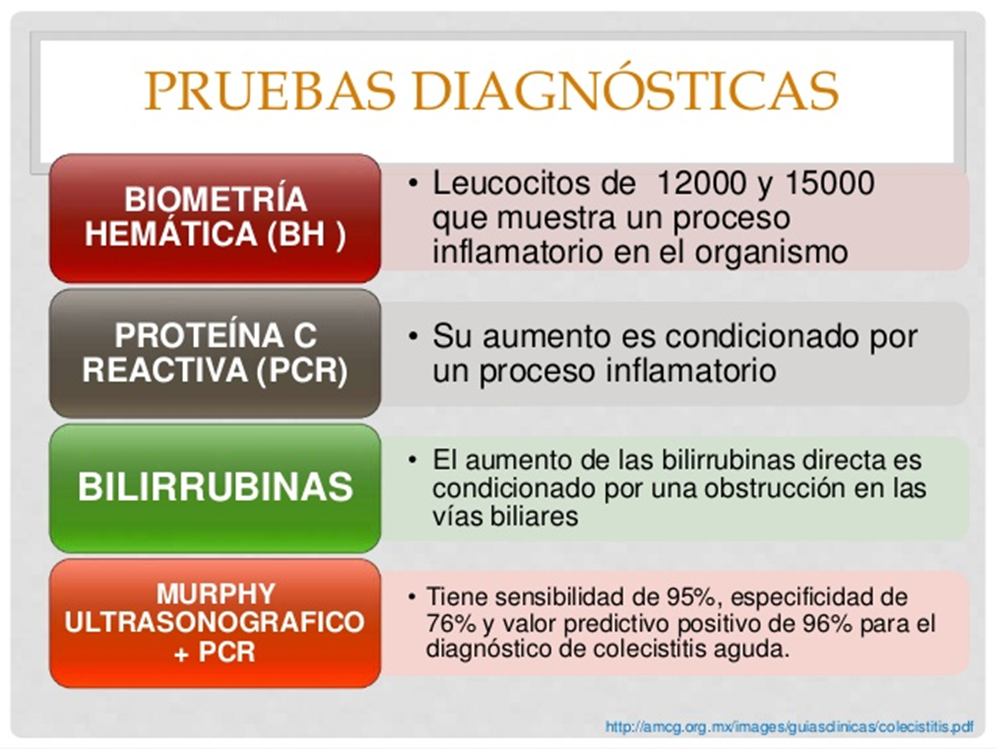 PRUEBAS DIAGNÓSTICAS
BIOMETRÍA
HEMÁTICA (BH )
• Leucocitos de 12000 y 15000
que muestra un proceso
inflamatorio en el organismo
PROTEÍNA C
REACTIVA (PCR)
• Su aumento es condicionado por
un proceso inflamatorio
BILIRRUBINAS
• El aumento de las bilirrubinas directa es
condicionado por una obstrucción en las
vías biliares
MURPHY
ULTRASONOGRAFICO
+ PCR
• Tiene sensibilidad de 95%, especificidad de
76% y valor predictivo positivo de 96% para el
diagnóstico de colecistitis aguda.
http://amcg.org.mx/images/guiasclinicas/colecistitis.pdf